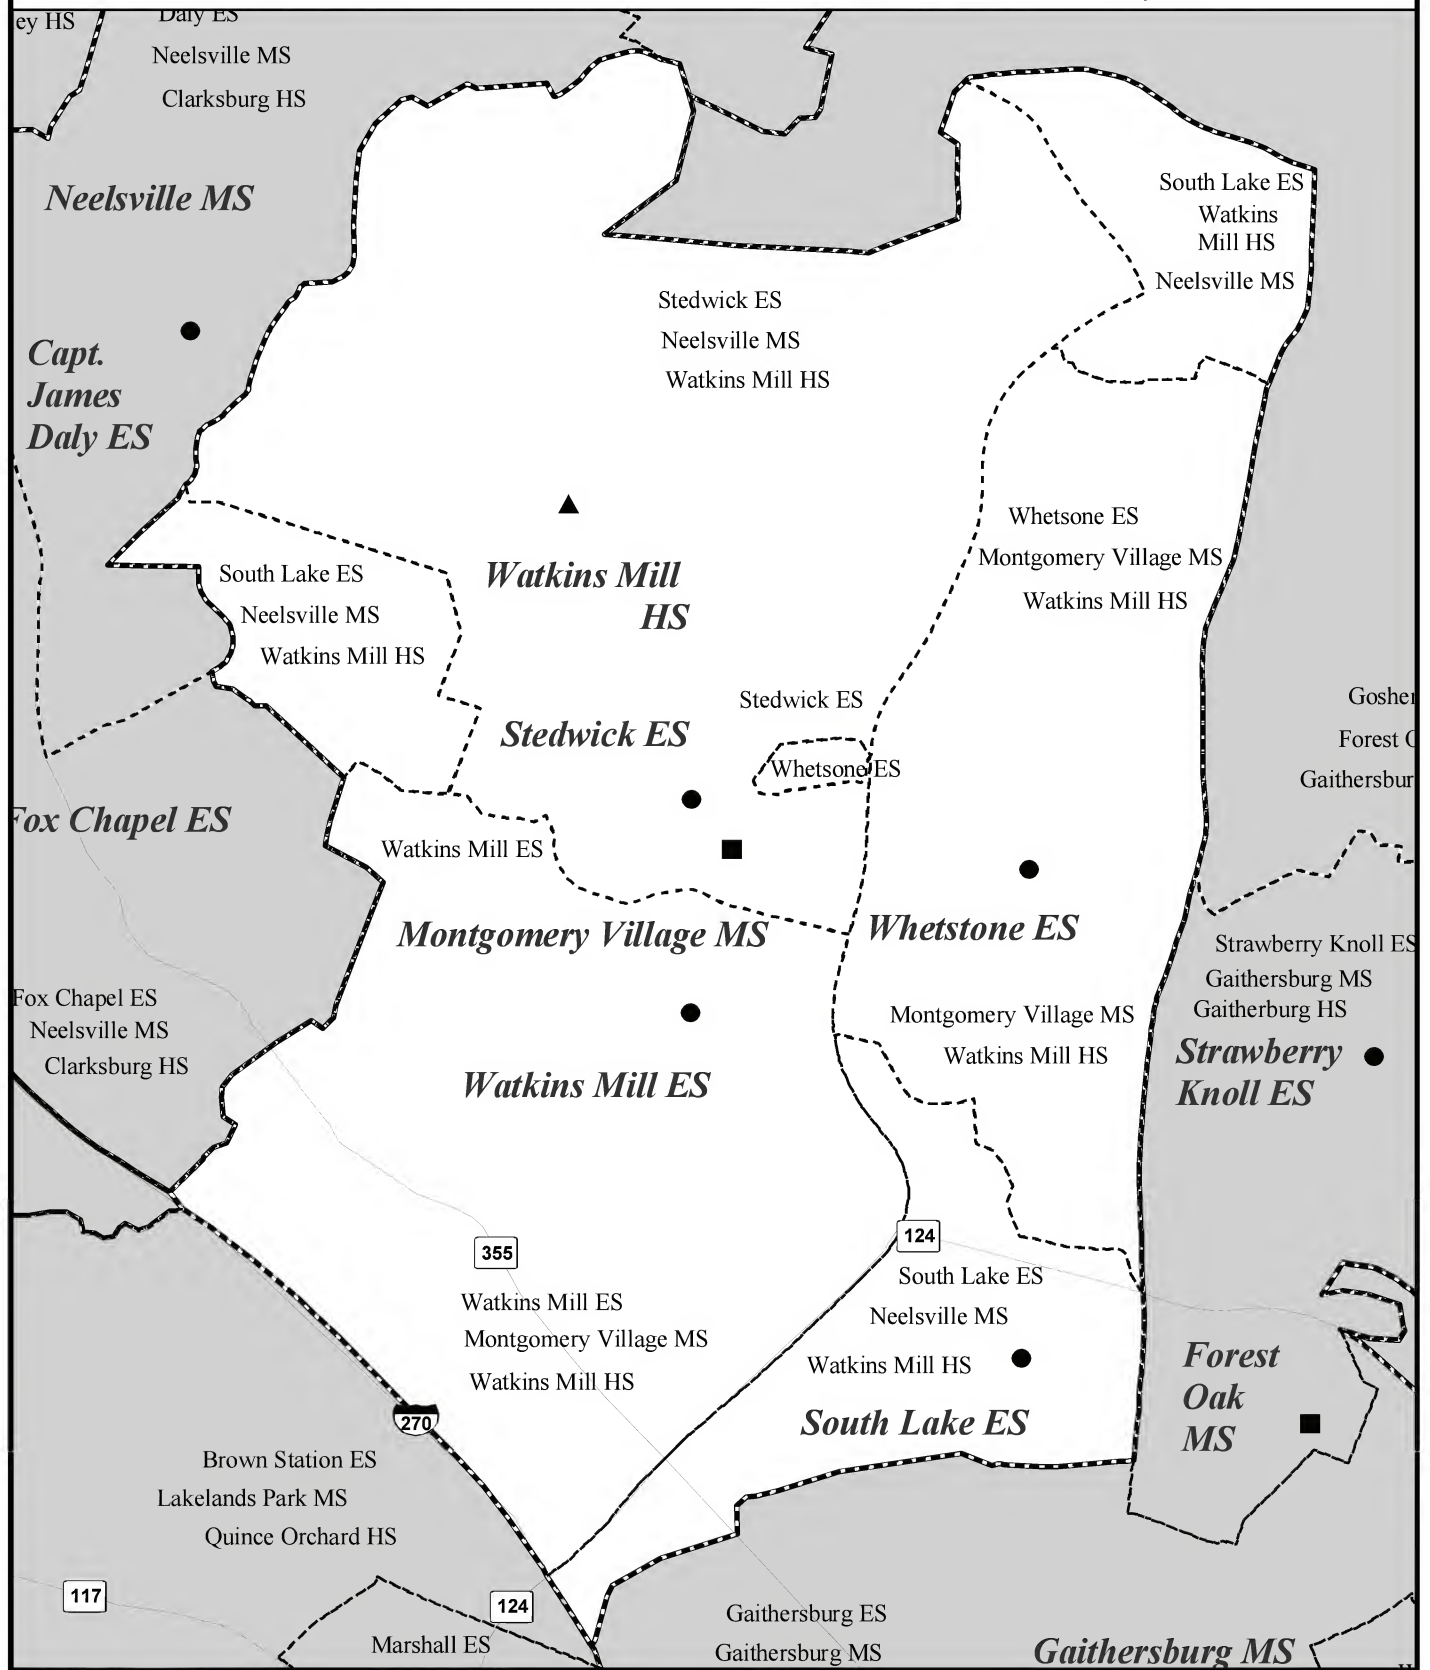 ey HS
Daly ES
Neelsville MS
Clarksburg HS
Neelsville MS
South Lake ES
Watkins
Mill HS
Neelsville MS
Stedwick ES
Neelsville MS
Watkins Mill HS
Capt.
James
Daly ES
Whetsone ES
Montgomery Village MS
Watkins Mill HS
South Lake ES
Neelsville MS
Watkins Mill HS
Watkins Mill
HS
Stedwick ES
Stedwick ES
Whetsone ES
Goshen
Forest O
Gaithersbur
Fox Chapel ES
Watkins Mill ES
Montgomery Village MS
Whetstone ES
Strawberry Knoll ES
Gaithersburg MS
Gaitherburg HS
Strawberry
Knoll ES
Fox Chapel ES
Neelsville MS
Clarksburg HS
Montgomery Village MS
Watkins Mill HS
Watkins Mill ES
124
355
Watkins Mill ES
Montgomery Village MS
Watkins Mill HS
South Lake ES
Neelsville MS
Watkins Mill HS
South Lake ES
Forest
Oak
MS
270
Brown Station ES
Lakelands Park MS
Quince Orchard HS
117
124
Marshall ES
Gaithersburg ES
Gaithersburg MS
Gaithersburg MS